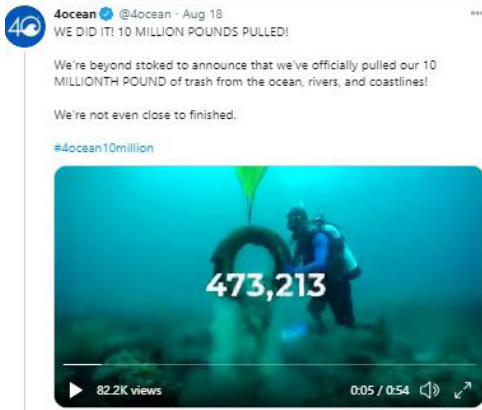 4ocean @4ocean · Aug 18
WE DID IT! 10 MILLION POUNDS PULLED!
We're beyond stoked to announce that we've officially pulled our 10
MILLIONTH POUND of trash from the ocean, rivers, and coastlines!
We're not even close to finished.
#4ocean10million
473,213
82.2K views
0:05 / 0:54